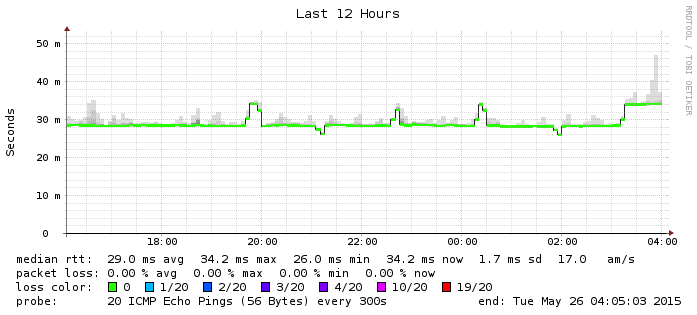 Last 12 Hours
RRDTOOL / TOBI OETIKER
Seconds
50 m
40 m
30 m
20 m
10 m
0
18:00 20:00 22:00 00:00 02:00 04:00
median rtt: 29.0 ms avg 34.2 ms max 26.0 ms min 34.2 ms now 1.7 ms sd 17.0 am/s
packet loss: 0.00 % avg 0.00 % max 0.00 % min 0.00 % now
loss color: 0 1/20 2/20 3/20 4/20 10/20 19/20
probe: 20 ICMP Echo Pings (56 Bytes) every 300s end: Tue May 26 04:05:03 2015